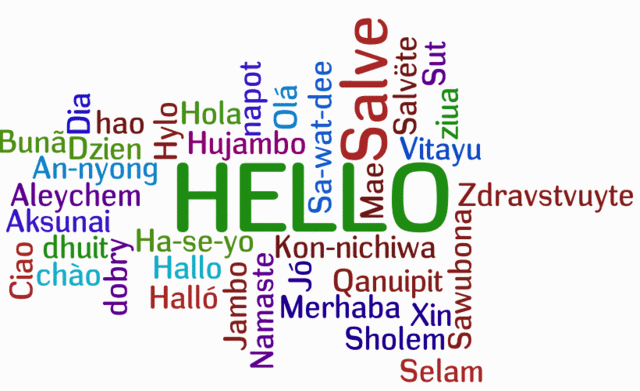 Salve
Salvëte
Sut
Dia
hao
Hylo
Hola
napot
Olá
Sa-wat-dee
ziua
Bunã
Dzien
Hujambo
Vitayu
An-nyong
HELLO
Mae
Aleychem
Zdravstvuyte
Aksunai
Ciao
dhuit
dobry
Ha-se-yo
Kon-nichiwa
Sawubona
chào
Hallo
Jó
Qanuipit
Halló
Jambo
Namaste
Merhaba
Xin
Sholem
Selam